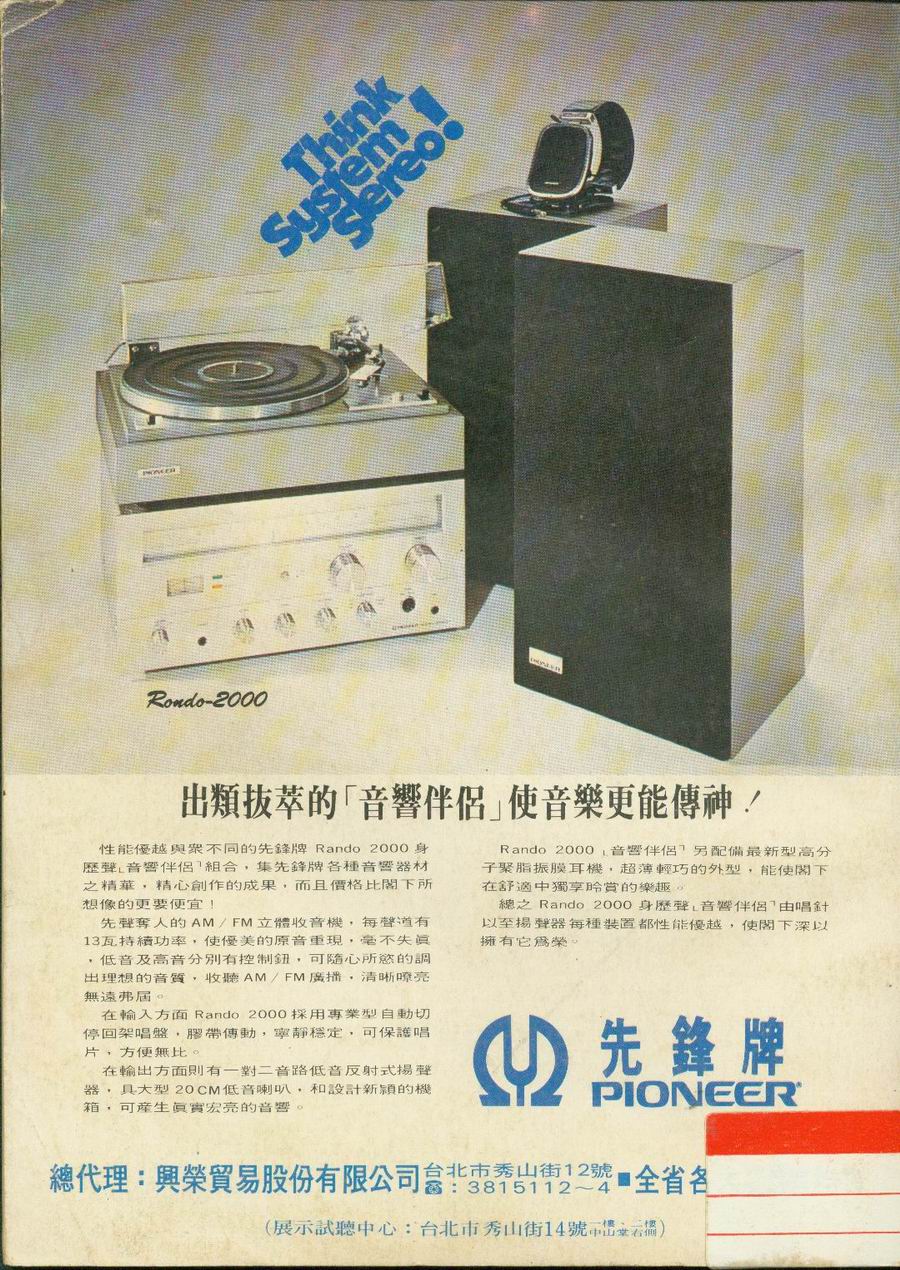 Think
System
Stereo!
PIONEER
PIONEER
Rondo-2000
出類拔萃的「音響伴侶」使音樂更能傳神！
性能優越與眾不同的先鋒牌 Rando 2000 身
歷聲「音響伴侶」組合，集先鋒牌各種音響器材
之精華，精心創作的成果，而且價格比閣下所
想像的更要便宜！
先聲奪人的 AM／FM 立體收音機，每聲道有
13瓦持續功率，使優美的原音重現，毫不失眞
，低音及高音分別有控制鈕，可隨心所慾的調
出理想的音質，收聽 AM／FM 廣播，清晰暸亮
無遠弗屆。
在輸入方面 Rando 2000 採用專業型自動切
停回架唱盤，膠帶傳動，寧靜穩定，可保護唱
片，方便無比。
在輸出方面則有一對二音路低音反射式揚聲
器，具大型 20CM低音喇叭，和設計新穎的機
箱，可產生眞實宏亮的音響。
Rando 2000「音響伴侶」另配備最新型高分
子聚脂振膜耳機，超薄輕巧的外型，能使閣下
在舒適中獨享聆賞的樂趣。
總之 Rando 2000 身歷聲「音響伴侶」由唱針
以至揚聲器每種裝置都性能優越，使閣下深以
擁有它爲榮。
先鋒牌
PIONEER®
總代理：興榮貿易股份有限公司 台北市秀山街12號 ■全省各
☎：3815112～4
（展示試聽中心：台北市秀山街14號一樓、二樓 中山堂右側）